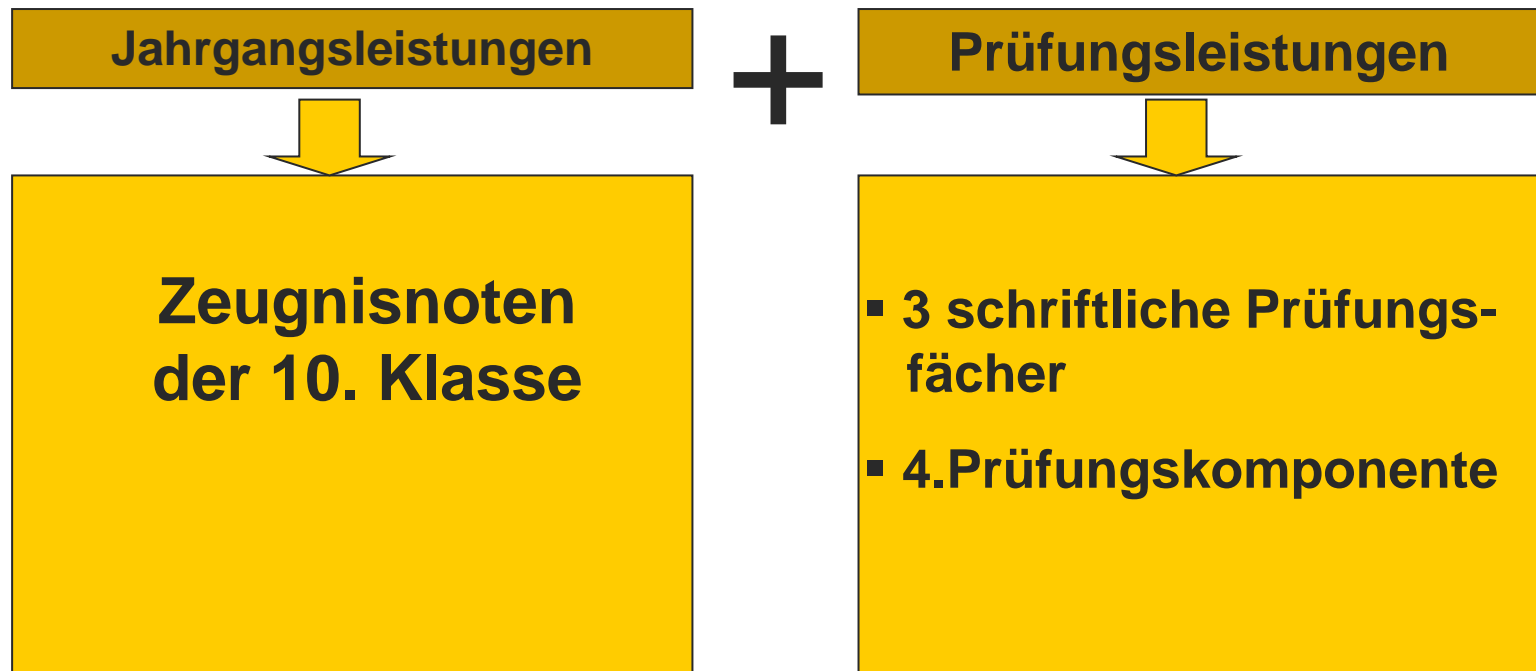 Jahrgangsleistungen
+
Prüfungsleistungen
Zeugnisnoten
der 10. Klasse
▪ 3 schriftliche Prüfungs-
fächer
▪ 4.Prüfungskomponente